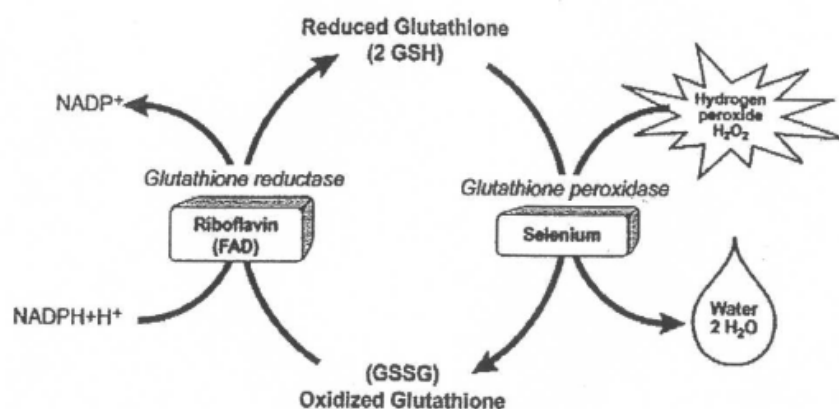 Reduced Glutathione
(2 GSH)
NADP⁺
Hydrogen
peroxide
H₂O₂
Glutathione reductase
Glutathione peroxidase
Riboflavin
(FAD)
Selenium
NADPH+H⁺
Water
2 H₂O
(GSSG)
Oxidized Glutathione